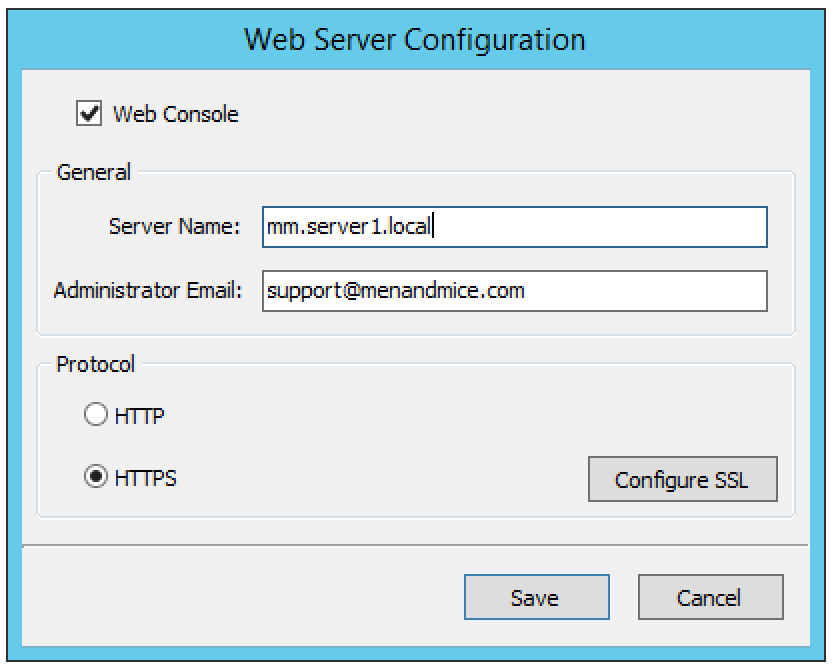 Web Server Configuration
Web Console
General
Server Name: mm.server1.local
Administrator Email: support@menandmice.com
Protocol
HTTP
HTTPS
Configure SSL
Save Cancel